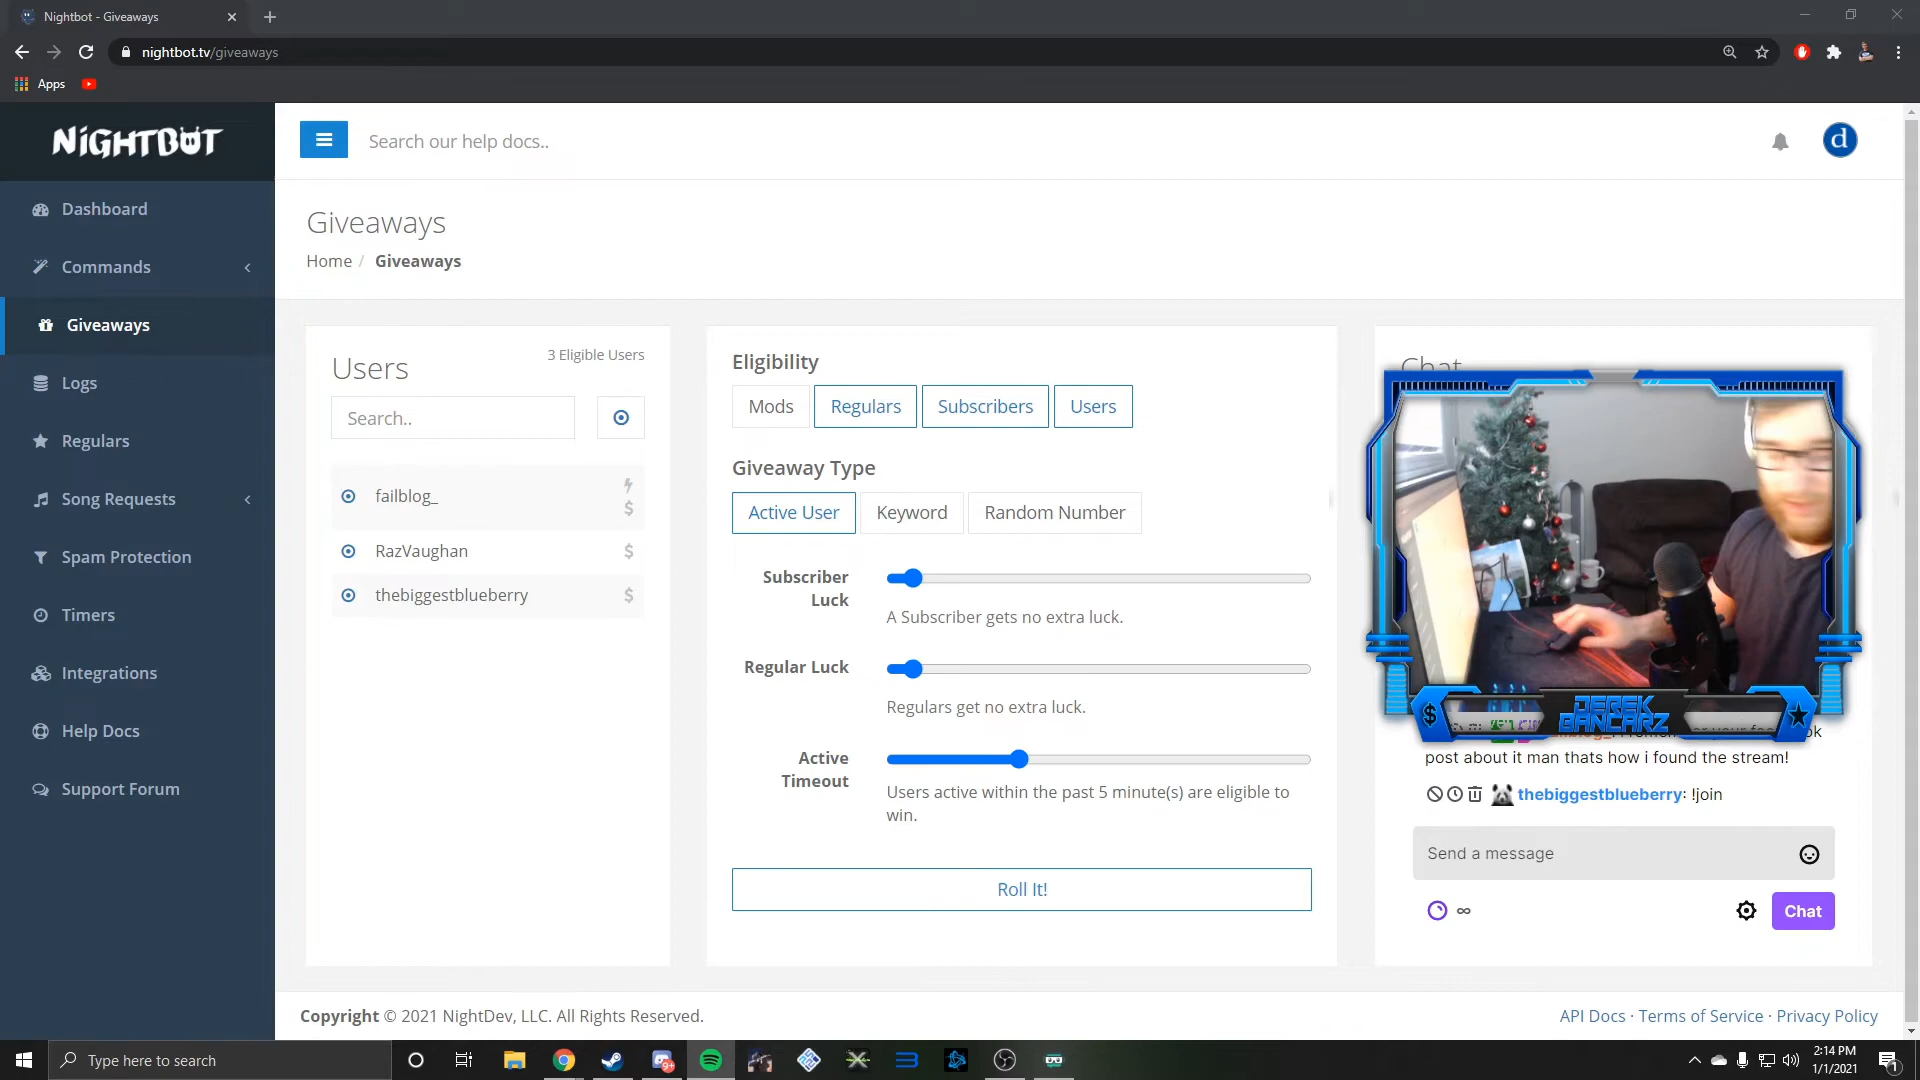 Nightbot - Giveaways
nightbot.tv/giveaways
Apps
NiGHTBOT
Search our help docs..
d
Dashboard
Commands
Giveaways
Logs
Regulars
Song Requests
Spam Protection
Timers
Integrations
Help Docs
Support Forum
Giveaways
Home / Giveaways
Users
3 Eligible Users
Search..
failblog_
$
RazVaughan $
thebiggestblueberry $
Eligibility
Mods Regulars Subscribers Users
Giveaway Type
Active User Keyword Random Number
Subscriber
Luck
A Subscriber gets no extra luck.
Regular Luck
Regulars get no extra luck.
Active
Timeout
Users active within the past 5 minute(s) are eligible to
win.
Roll It!
Chat
$
DEREK
GANCARZ
post about it man thats how i found the stream!
thebiggestblueberry: !join
Send a message
∞
Chat
Copyright © 2021 NightDev, LLC. All Rights Reserved.
API Docs · Terms of Service · Privacy Policy
Type here to search
9+
2:14 PM
1/1/2021
1